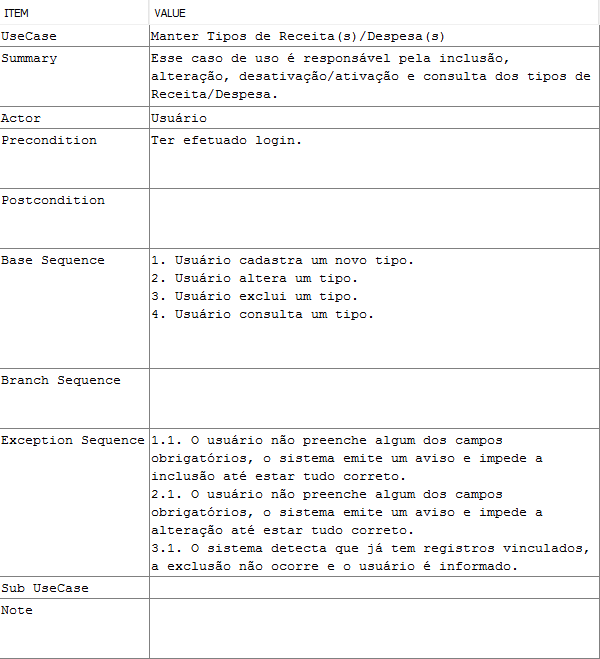 ITEM VALUE
UseCase Manter Tipos de Receita(s)/Despesa(s)
Summary Esse caso de uso é responsável pela inclusão,
alteração, desativação/ativação e consulta dos tipos de
Receita/Despesa.
Actor Usuário
Precondition Ter efetuado login.
Postcondition
Base Sequence 1. Usuário cadastra um novo tipo.
2. Usuário altera um tipo.
3. Usuário exclui um tipo.
4. Usuário consulta um tipo.
Branch Sequence
Exception Sequence 1.1. O usuário não preenche algum dos campos
obrigatórios, o sistema emite um aviso e impede a
inclusão até estar tudo correto.
2.1. O usuário não preenche algum dos campos
obrigatórios, o sistema emite um aviso e impede a
alteração até estar tudo correto.
3.1. O sistema detecta que já tem registros vinculados,
a exclusão não ocorre e o usuário é informado.
Sub UseCase
Note